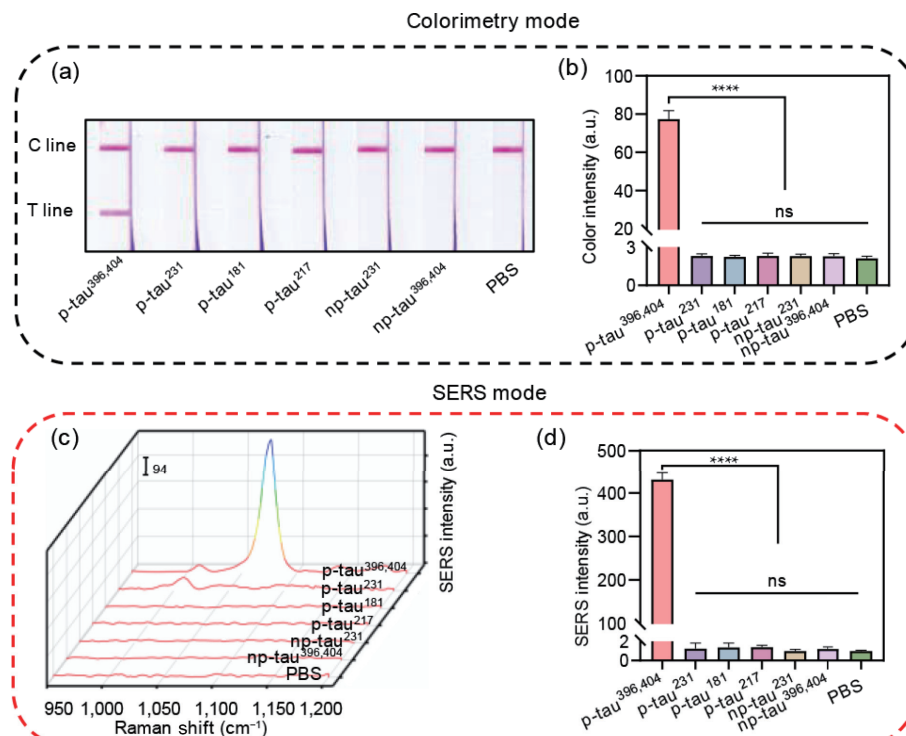 Colorimetry mode
(a)
C line
T line
p-tau396,404
p-tau231
p-tau181
p-tau217
np-tau231
np-tau396,404
PBS
(b)
Color intensity (a.u.)
100
80
60
40
20
3
0
****
ns
p-tau396,404
p-tau231
p-tau181
p-tau217
np-tau231
np-tau396,404
PBS
SERS mode
(c)
94
SERS intensity (a.u.)
p-tau396,404
p-tau231
p-tau181
p-tau217
np-tau231
np-tau396,404
PBS
950 1,000 1,050 1,100 1,150 1,200
Raman shift (cm⁻¹)
(d)
SERS intensity (a.u.)
500
400
300
200
100
2
0
****
ns
p-tau396,404
p-tau231
p-tau181
p-tau217
np-tau231
np-tau396,404
PBS